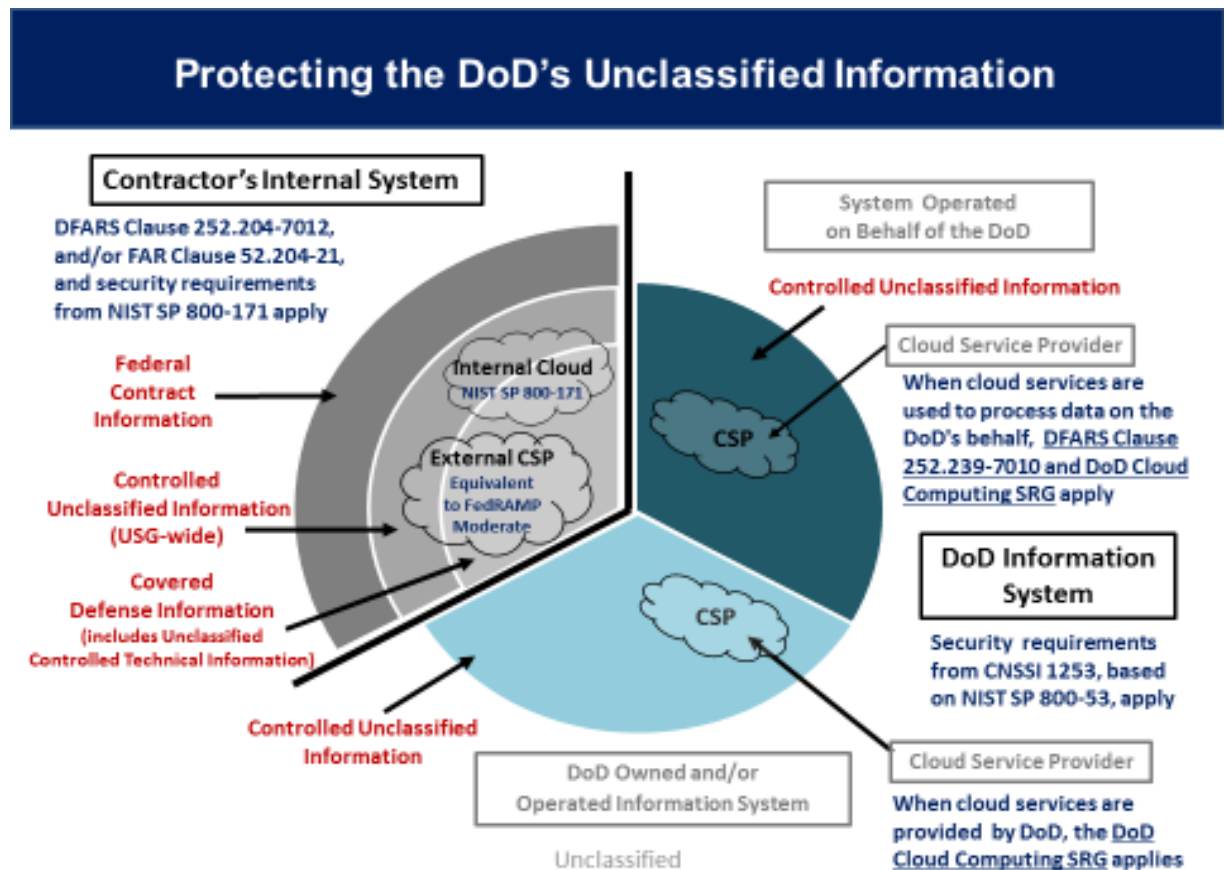 Protecting the DoD's Unclassified Information
Contractor's Internal System
DFARS Clause 252.204-7012,
and/or FAR Clause 52.204-21,
and security requirements
from NIST SP 800-171 apply
Federal
Contract
Information
Controlled
Unclassified Information
(USG-wide)
Covered
Defense Information
(includes Unclassified
Controlled Technical Information)
Internal Cloud
NIST SP 800-171
External CSP
Equivalent
to FedRAMP
Moderate
System Operated
on Behalf of the DoD
Controlled Unclassified Information
Cloud Service Provider
When cloud services are
used to process data on the
DoD's behalf, DFARS Clause
252.239-7010 and DoD Cloud
Computing SRG apply
CSP
DoD Information
System
Security requirements
from CNSSI 1253, based
on NIST SP 800-53, apply
CSP
Controlled Unclassified
Information
DoD Owned and/or
Operated Information System
Cloud Service Provider
When cloud services are
provided by DoD, the DoD
Cloud Computing SRG applies
Unclassified